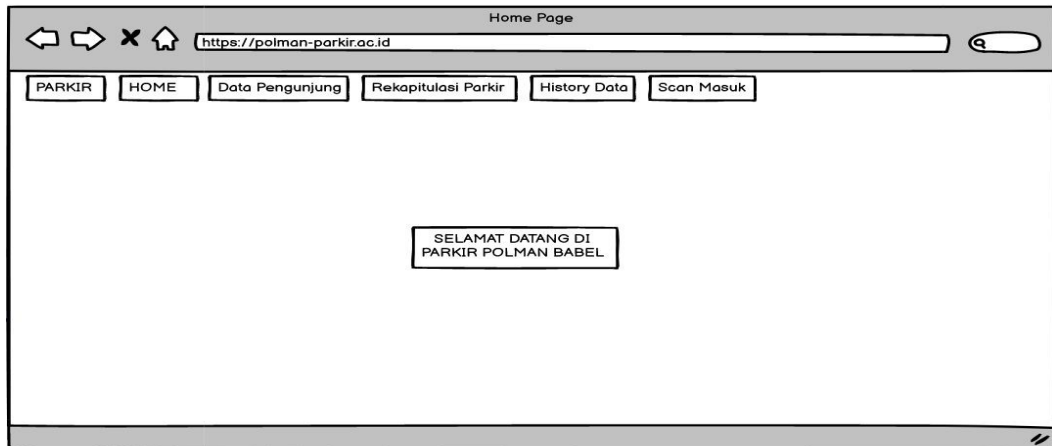 Home Page
https://polman-parkir.ac.id
PARKIR HOME Data Pengunjung Rekapitulasi Parkir History Data Scan Masuk
SELAMAT DATANG DI
PARKIR POLMAN BABEL